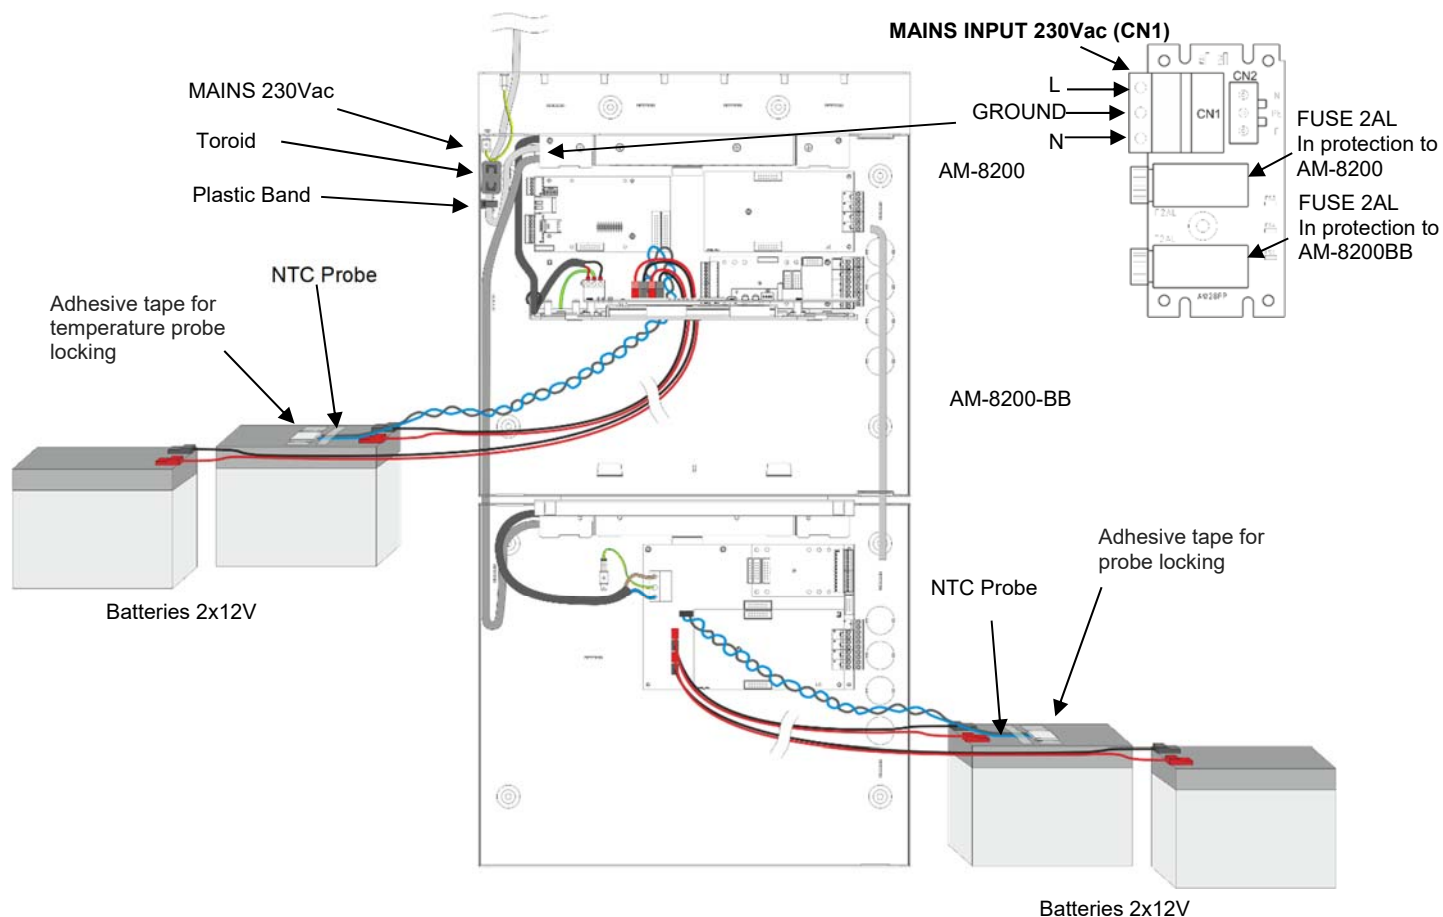 MAINS INPUT 230Vac (CN1)
MAINS 230Vac
Toroid
Plastic Band
L
GROUND
N
CN2
CN1
N
FUSE 2AL
In protection to
AM-8200
FUSE 2AL
In protection to
AM-8200BB
F2AL
F2AL
AM-8200
NTC Probe
Adhesive tape for
temperature probe
locking
AM-8200-BB
Batteries 2x12V
Adhesive tape for
probe locking
NTC Probe
Batteries 2x12V